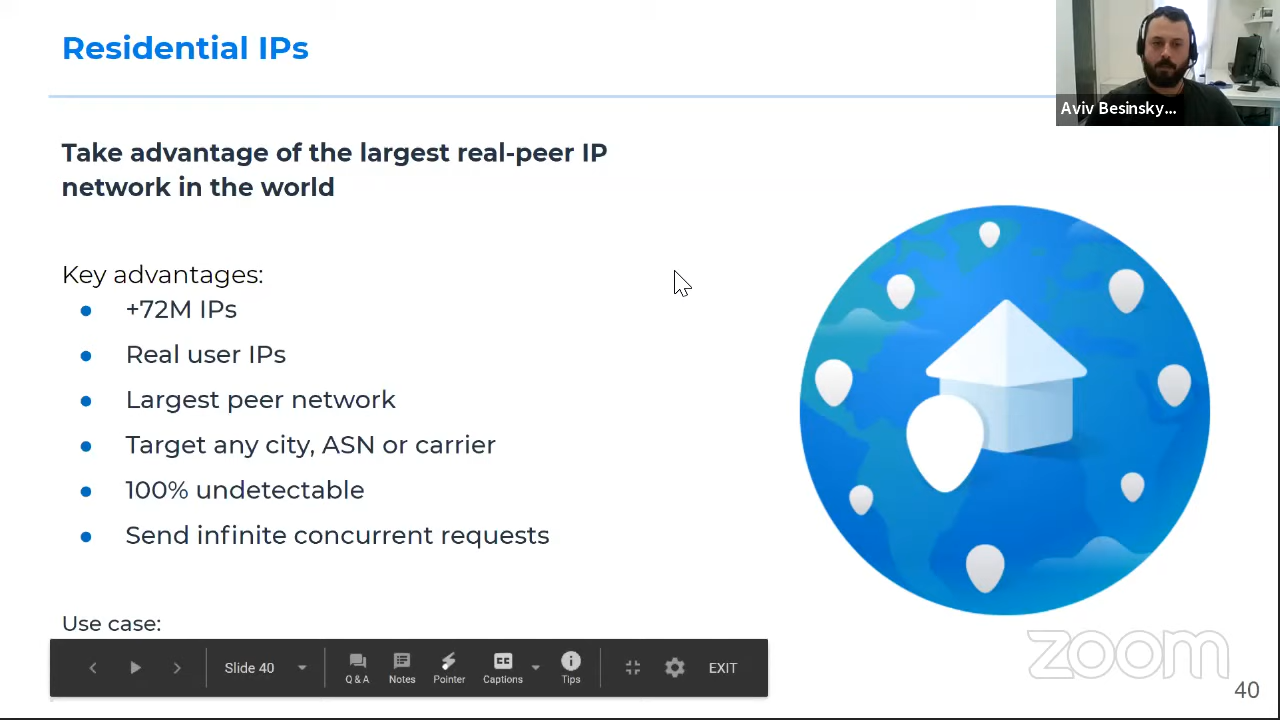 Residential IPs
Aviv Besinsky...
Take advantage of the largest real-peer IP
network in the world
Key advantages:
+72M IPs
Real user IPs
Largest peer network
Target any city, ASN or carrier
100% undetectable
Send infinite concurrent requests
Use case:
Slide 40
Q & A
Notes
Pointer
CC
Captions
Tips
EXIT
zoom
40